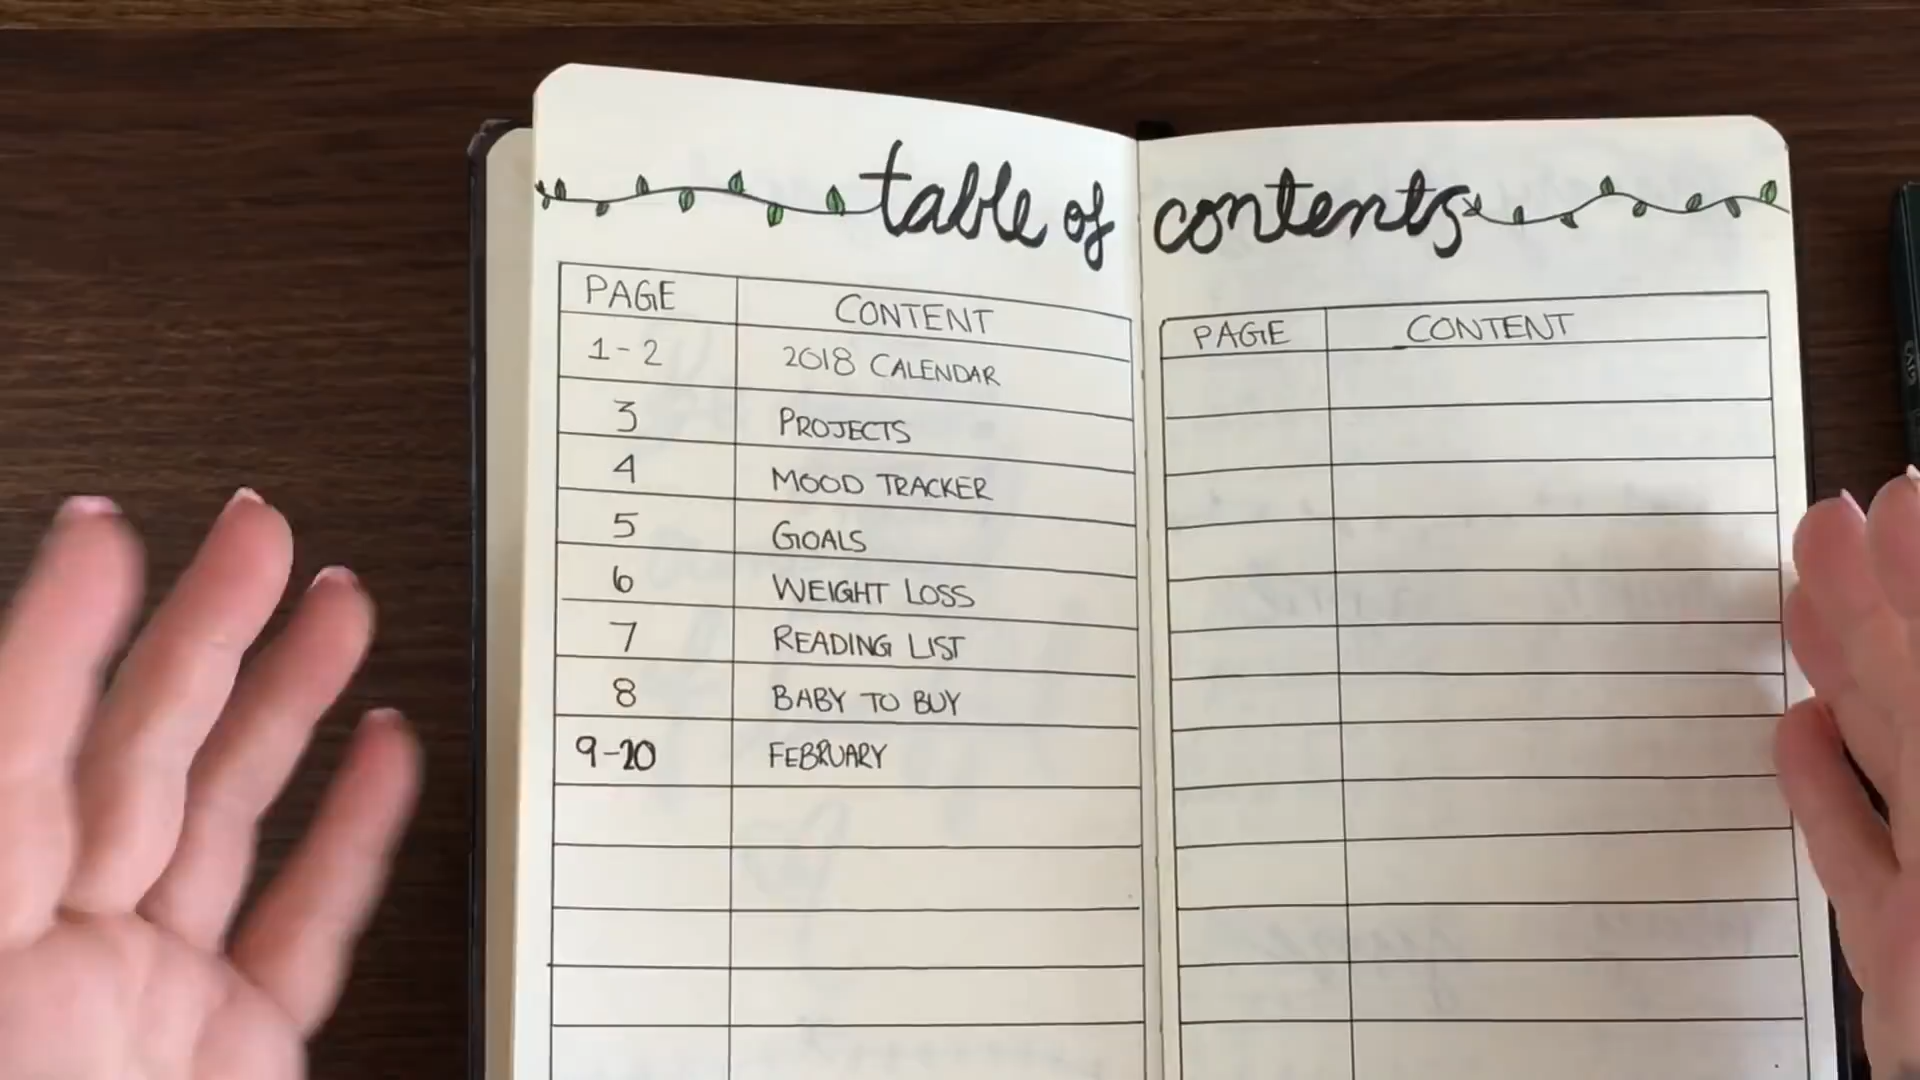 table of contents
PAGE CONTENT
1-2 2018 CALENDAR
3 PROJECTS
4 MOOD TRACKER
5 GOALS
6 WEIGHT LOSS
7 READING LIST
8 BABY TO BUY
9-20 FEBRUARY
PAGE CONTENT